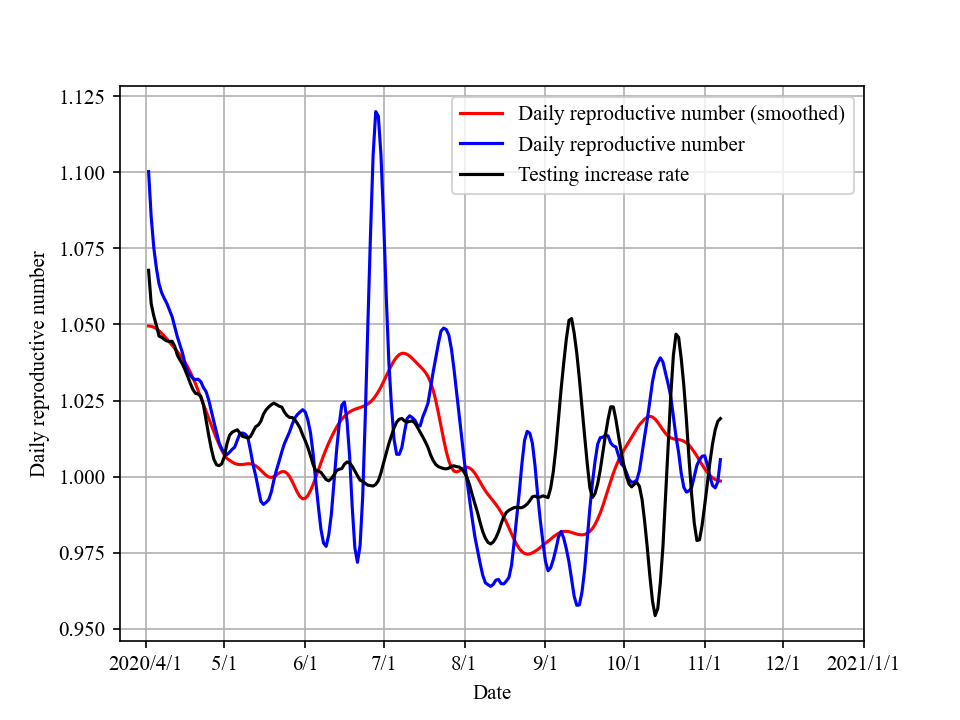 Daily reproductive number (smoothed)
Daily reproductive number
Testing increase rate
1.125
1.100
1.075
1.050
1.025
1.000
0.975
0.950
Daily reproductive number
2020/4/1 5/1 6/1 7/1 8/1 9/1 10/1 11/1 12/1 2021/1/1
Date